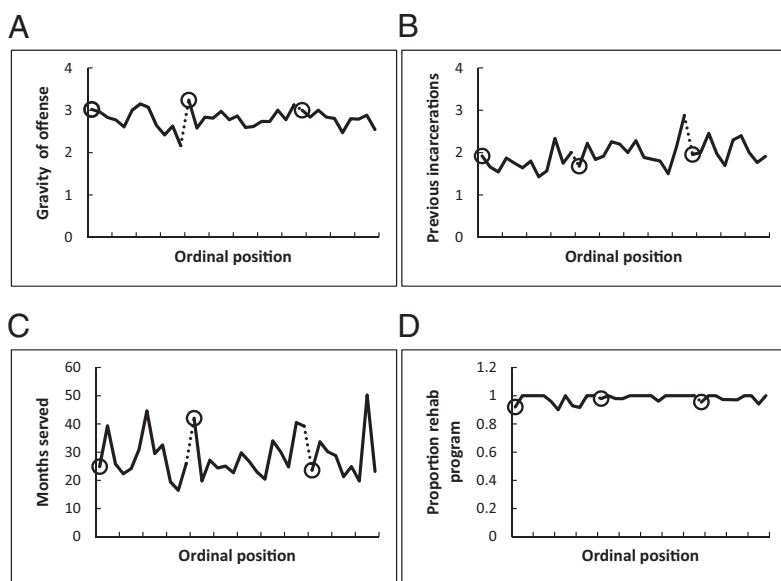 A
4
3
2
1
0
Gravity of offense
Ordinal position
B
4
3
2
1
0
Previous incarcerations
Ordinal position
C
60
50
40
30
20
10
0
Months served
Ordinal position
D
1.2
1
0.8
0.6
0.4
0.2
0
Proportion rehab
program
Ordinal position